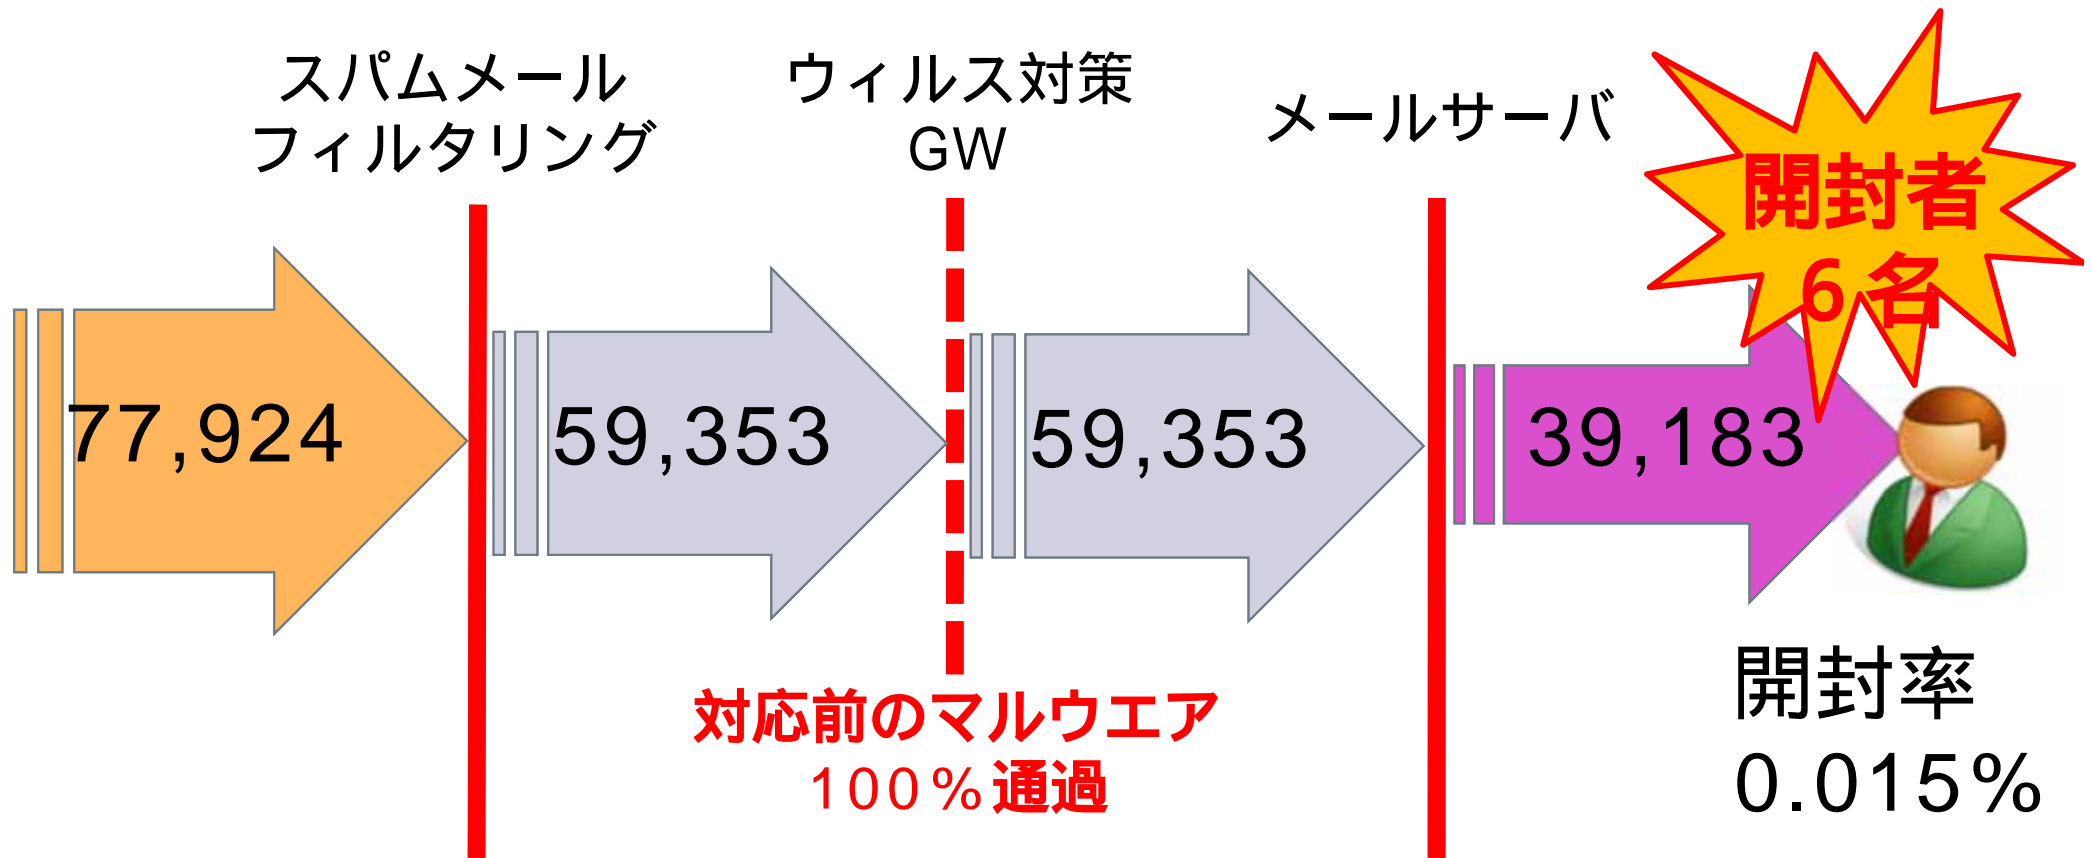 スパムメール
フィルタリング
ウィルス対策
GW
メールサーバ
開封者
6名
77,924
59,353
59,353
39,183
対応前のマルウエア
100%通過
開封率
0.015%